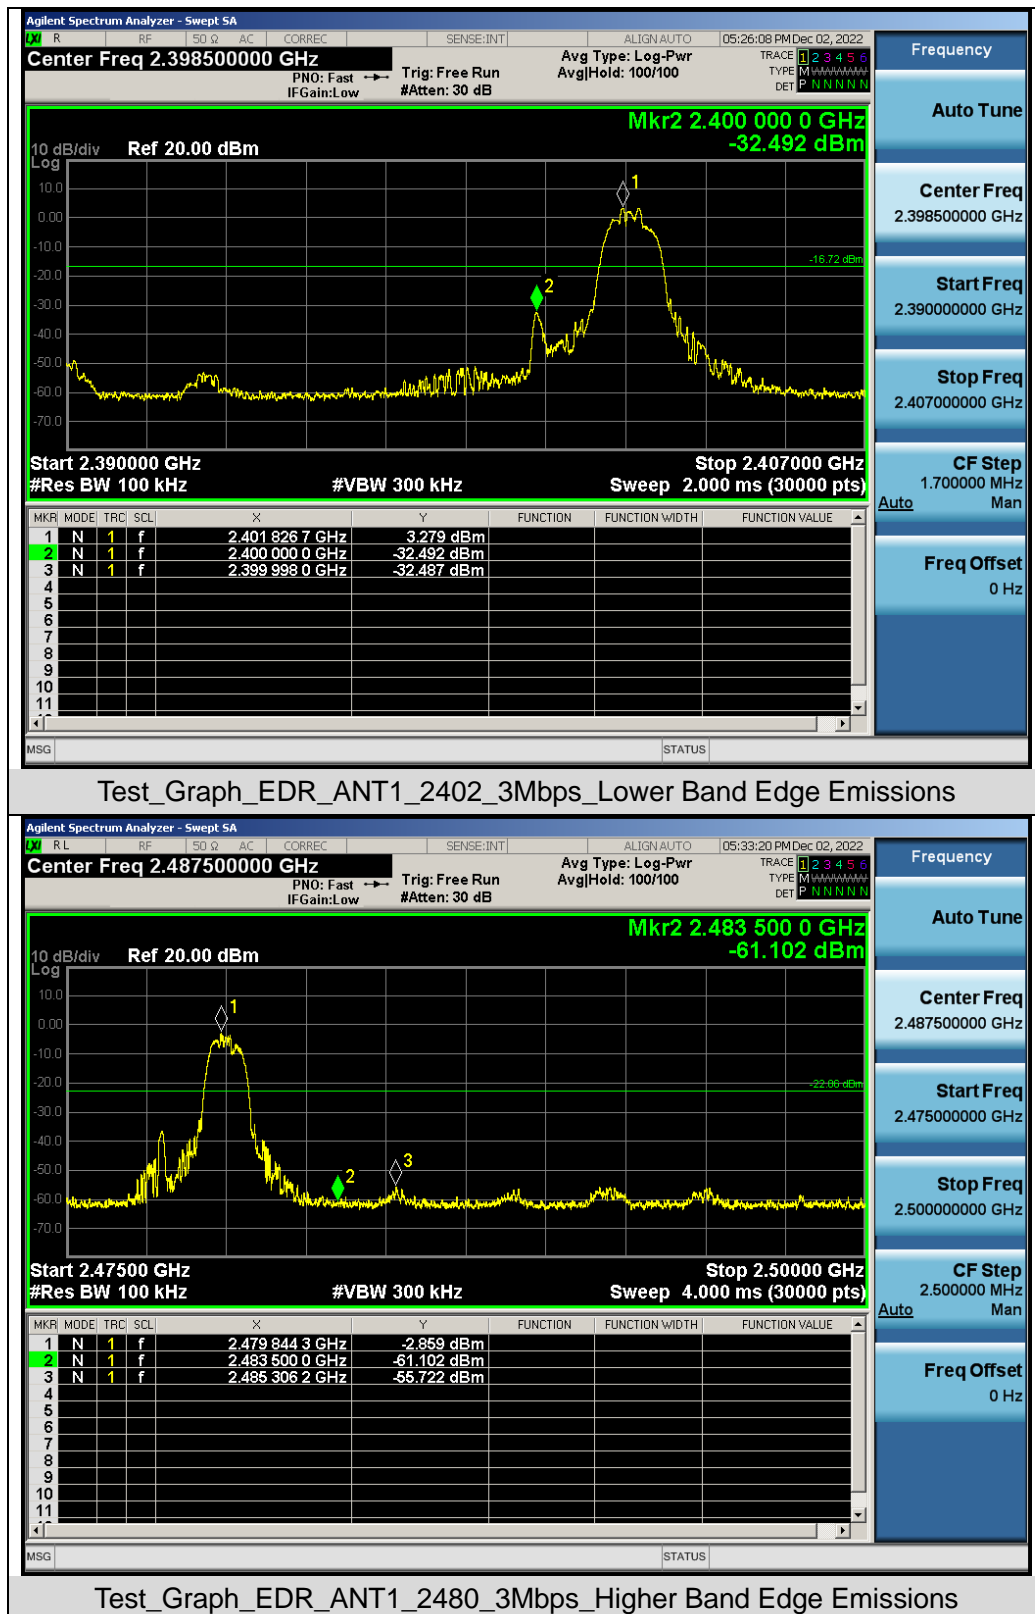 Agilent Spectrum Analyzer - Swept SA
LXI R RF 50 Ω AC CORREC SENSE:INT ALIGN AUTO 05:26:08 PM Dec 02, 2022
Center Freq 2.398500000 GHz
PNO: Fast
IFGain:Low
Trig: Free Run
#Atten: 30 dB
Avg Type: Log-Pwr
Avg|Hold: 100/100
TRACE 1 2 3 4 5 6
TYPE M
DET P N N N N N
Mkr2 2.400 000 0 GHz
-32.492 dBm
10 dB/div Ref 20.00 dBm
Log
10.0
0.00
-10.0
-20.0
-30.0
-40.0
-50.0
-60.0
-70.0
1
2
-16.72 dBm
Start 2.390000 GHz Stop 2.407000 GHz
#Res BW 100 kHz #VBW 300 kHz Sweep 2.000 ms (30000 pts)
MKR MODE TRC SCL X Y FUNCTION FUNCTION WIDTH FUNCTION VALUE
1 N 1 f 2.401 826 7 GHz 3.279 dBm
2 N 1 f 2.400 000 0 GHz -32.492 dBm
3 N 1 f 2.399 998 0 GHz -32.487 dBm
4
5
6
7
8
9
10
11
MSG STATUS
Frequency
Auto Tune
Center Freq
2.398500000 GHz
Start Freq
2.390000000 GHz
Stop Freq
2.407000000 GHz
CF Step
1.700000 MHz
Auto Man
Freq Offset
0 Hz
Test_Graph_EDR_ANT1_2402_3Mbps_Lower Band Edge Emissions
Agilent Spectrum Analyzer - Swept SA
LXI R L RF 50 Ω AC CORREC SENSE:INT ALIGN AUTO 05:33:20 PM Dec 02, 2022
Center Freq 2.487500000 GHz
PNO: Fast
IFGain:Low
Trig: Free Run
#Atten: 30 dB
Avg Type: Log-Pwr
Avg|Hold: 100/100
TRACE 1 2 3 4 5 6
TYPE M
DET P N N N N N
Mkr2 2.483 500 0 GHz
-61.102 dBm
10 dB/div Ref 20.00 dBm
Log
10.0
0.00
-10.0
-20.0
-30.0
-40.0
-50.0
-60.0
-70.0
1
2
3
-22.86 dBm
Start 2.47500 GHz Stop 2.50000 GHz
#Res BW 100 kHz #VBW 300 kHz Sweep 4.000 ms (30000 pts)
MKR MODE TRC SCL X Y FUNCTION FUNCTION WIDTH FUNCTION VALUE
1 N 1 f 2.479 844 3 GHz -2.859 dBm
2 N 1 f 2.483 500 0 GHz -61.102 dBm
3 N 1 f 2.485 306 2 GHz -55.722 dBm
4
5
6
7
8
9
10
11
MSG STATUS
Frequency
Auto Tune
Center Freq
2.487500000 GHz
Start Freq
2.475000000 GHz
Stop Freq
2.500000000 GHz
CF Step
2.500000 MHz
Auto Man
Freq Offset
0 Hz
Test_Graph_EDR_ANT1_2480_3Mbps_Higher Band Edge Emissions